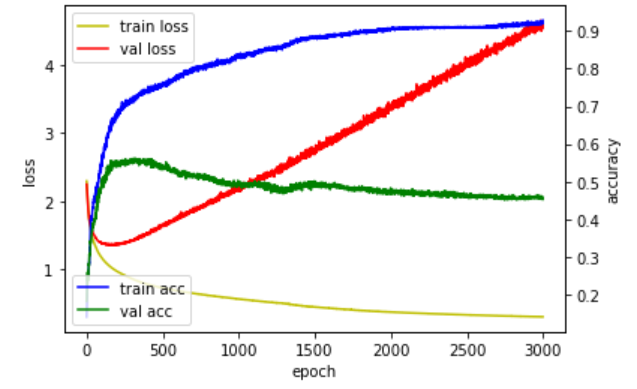 train loss
val loss
train acc
val acc
loss
4
3
2
1
accuracy
0.9
0.8
0.7
0.6
0.5
0.4
0.3
0.2
0 500 1000 1500 2000 2500 3000
epoch